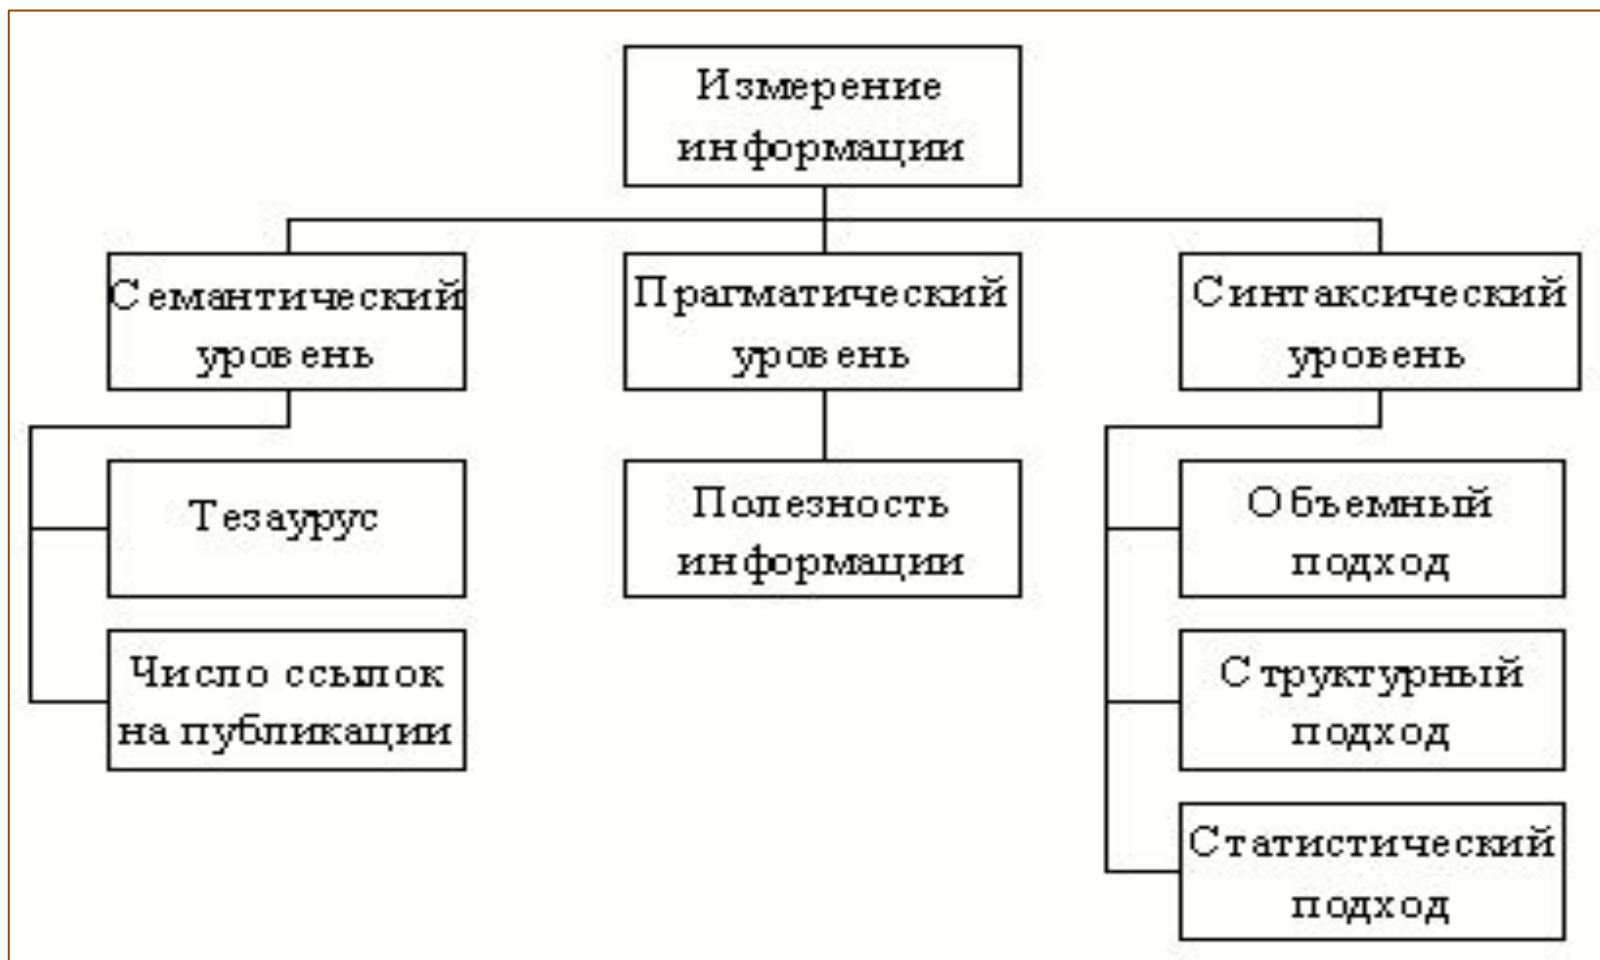 Измерение
информации
Семантический
уровень
Прагматический
уровень
Синтаксический
уровень
Тезаурус
Число ссылок
на публикации
Полезность
информации
Объемный
подход
Структурный
подход
Статистический
подход